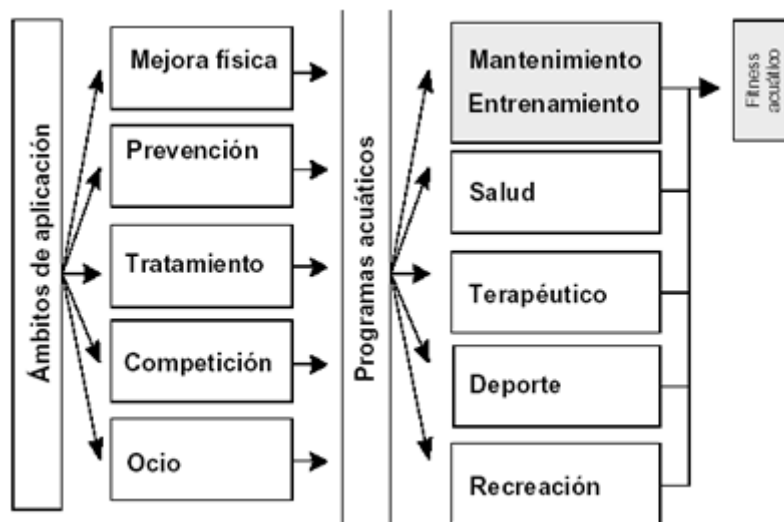 Ámbitos de aplicación
Mejora física
Prevención
Tratamiento
Competición
Ocio
Programas acuáticos
Mantenimiento
Entrenamiento
Salud
Terapéutico
Deporte
Recreación
Fitness
acuático